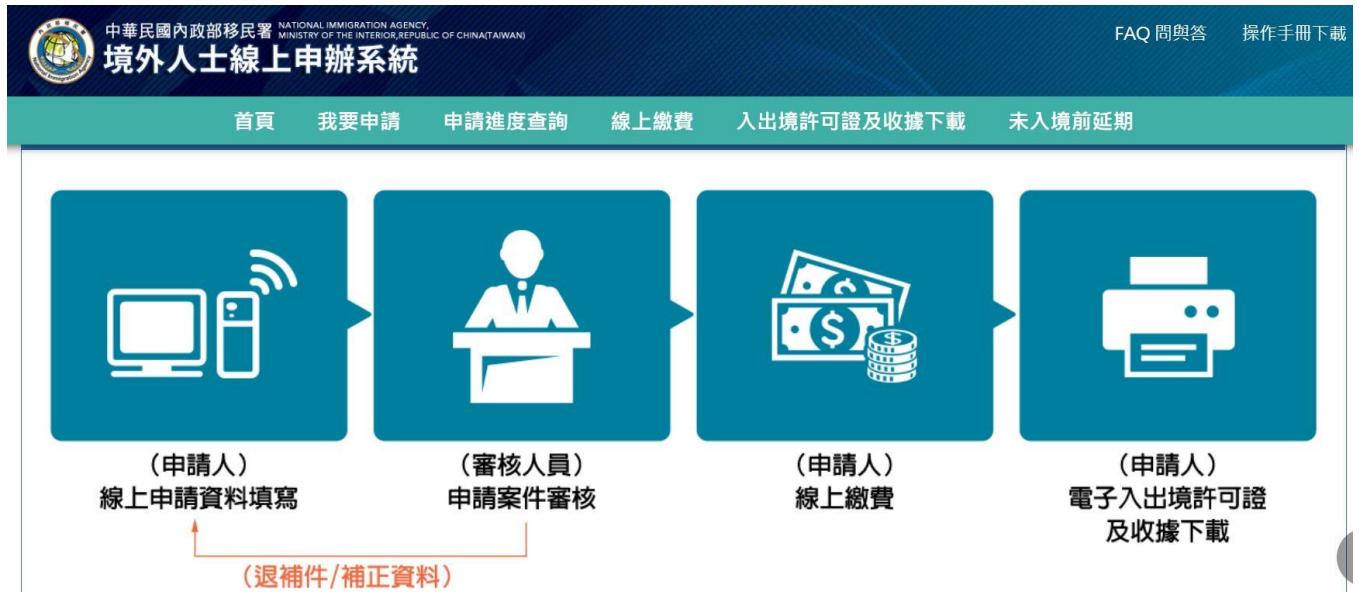 中華民國內政部移民署 NATIONAL IMMIGRATION AGENCY,
MINISTRY OF THE INTERIOR,REPUBLIC OF CHINA(TAIWAN)
境外人士線上申辦系統
FAQ 問與答 操作手冊下載
首頁 我要申請 申請進度查詢 線上繳費 入出境許可證及收據下載 未入境前延期
（申請人）
線上申請資料填寫
（審核人員）
申請案件審核
（申請人）
線上繳費
（申請人）
電子入出境許可證
及收據下載
（退補件/補正資料）